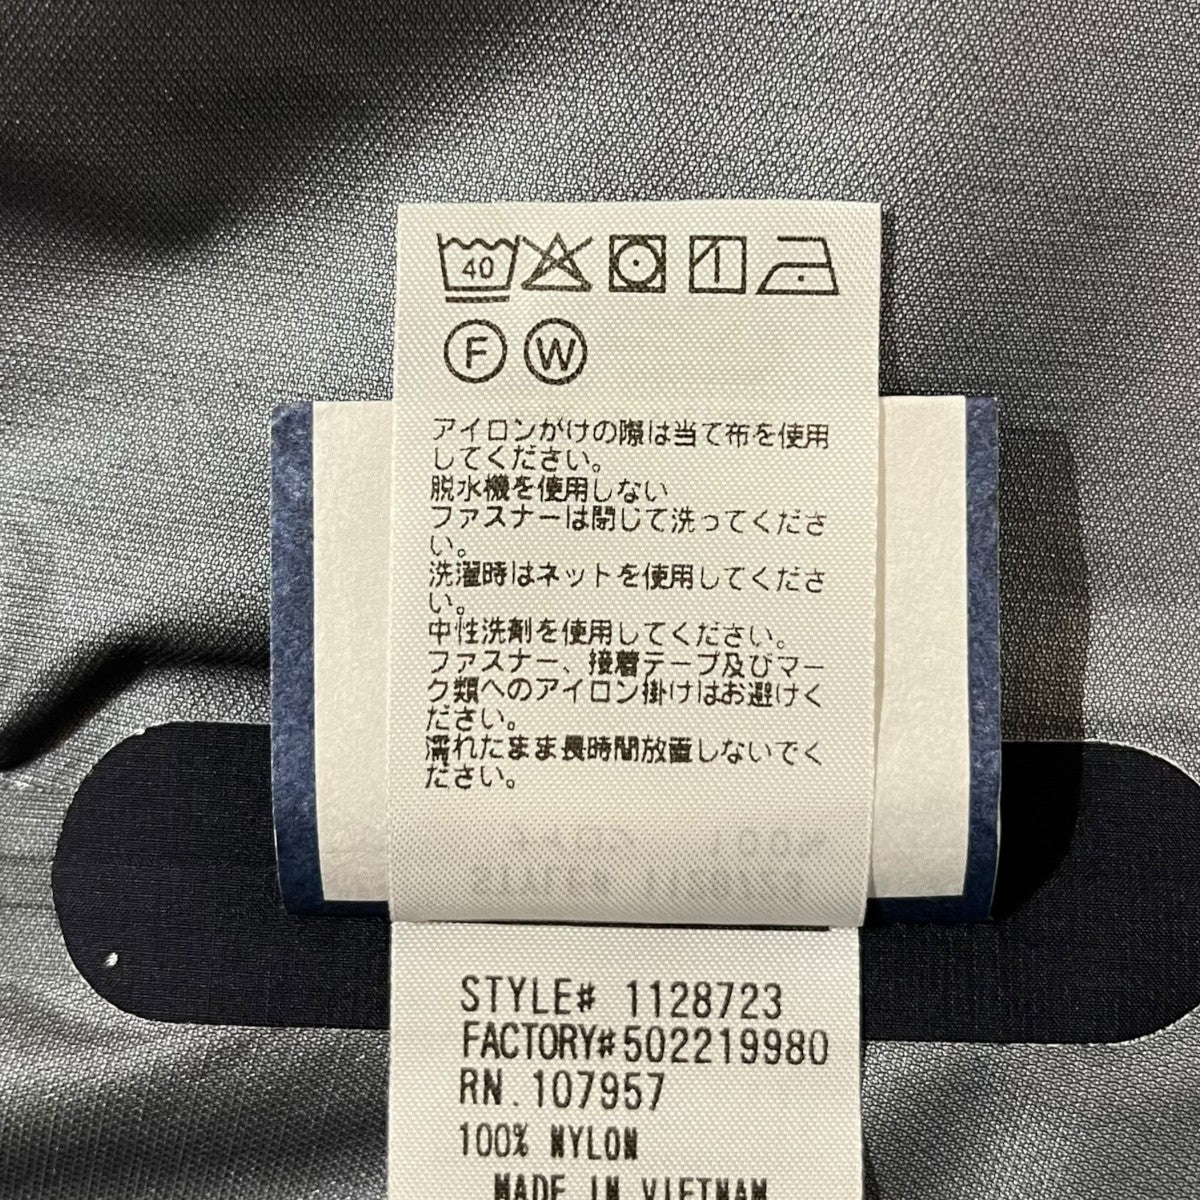 40
F W
アイロンがけの際は当て布を使用
してください。
脱水機を使用しない
ファスナーは閉じて洗ってくださ
い。
洗濯時はネットを使用してくださ
い。
中性洗剤を使用してください。
ファスナー、接着テープ及びマー
ク類へのアイロン掛けはお避けく
ださい。
濡れたまま長時間放置しないでく
ださい。
STYLE# 1128723
FACTORY#502219980
RN.107957
100% NYLON
MADE IN VIETNAM